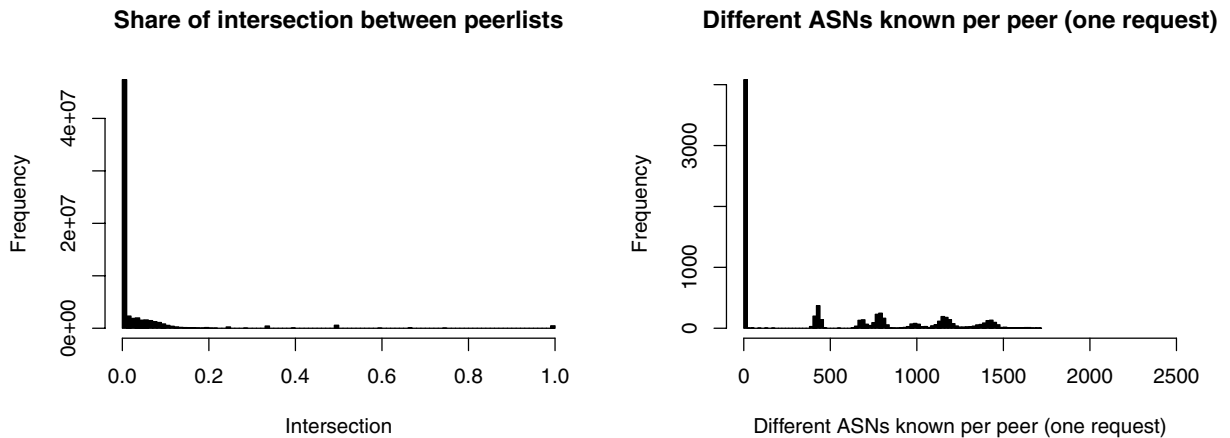 Share of intersection between peerlists
Frequency
0e+00
2e+07
4e+07
0.0 0.2 0.4 0.6 0.8 1.0
Intersection
Different ASNs known per peer (one request)
Frequency
0
1000
3000
0 500 1000 1500 2000 2500
Different ASNs known per peer (one request)